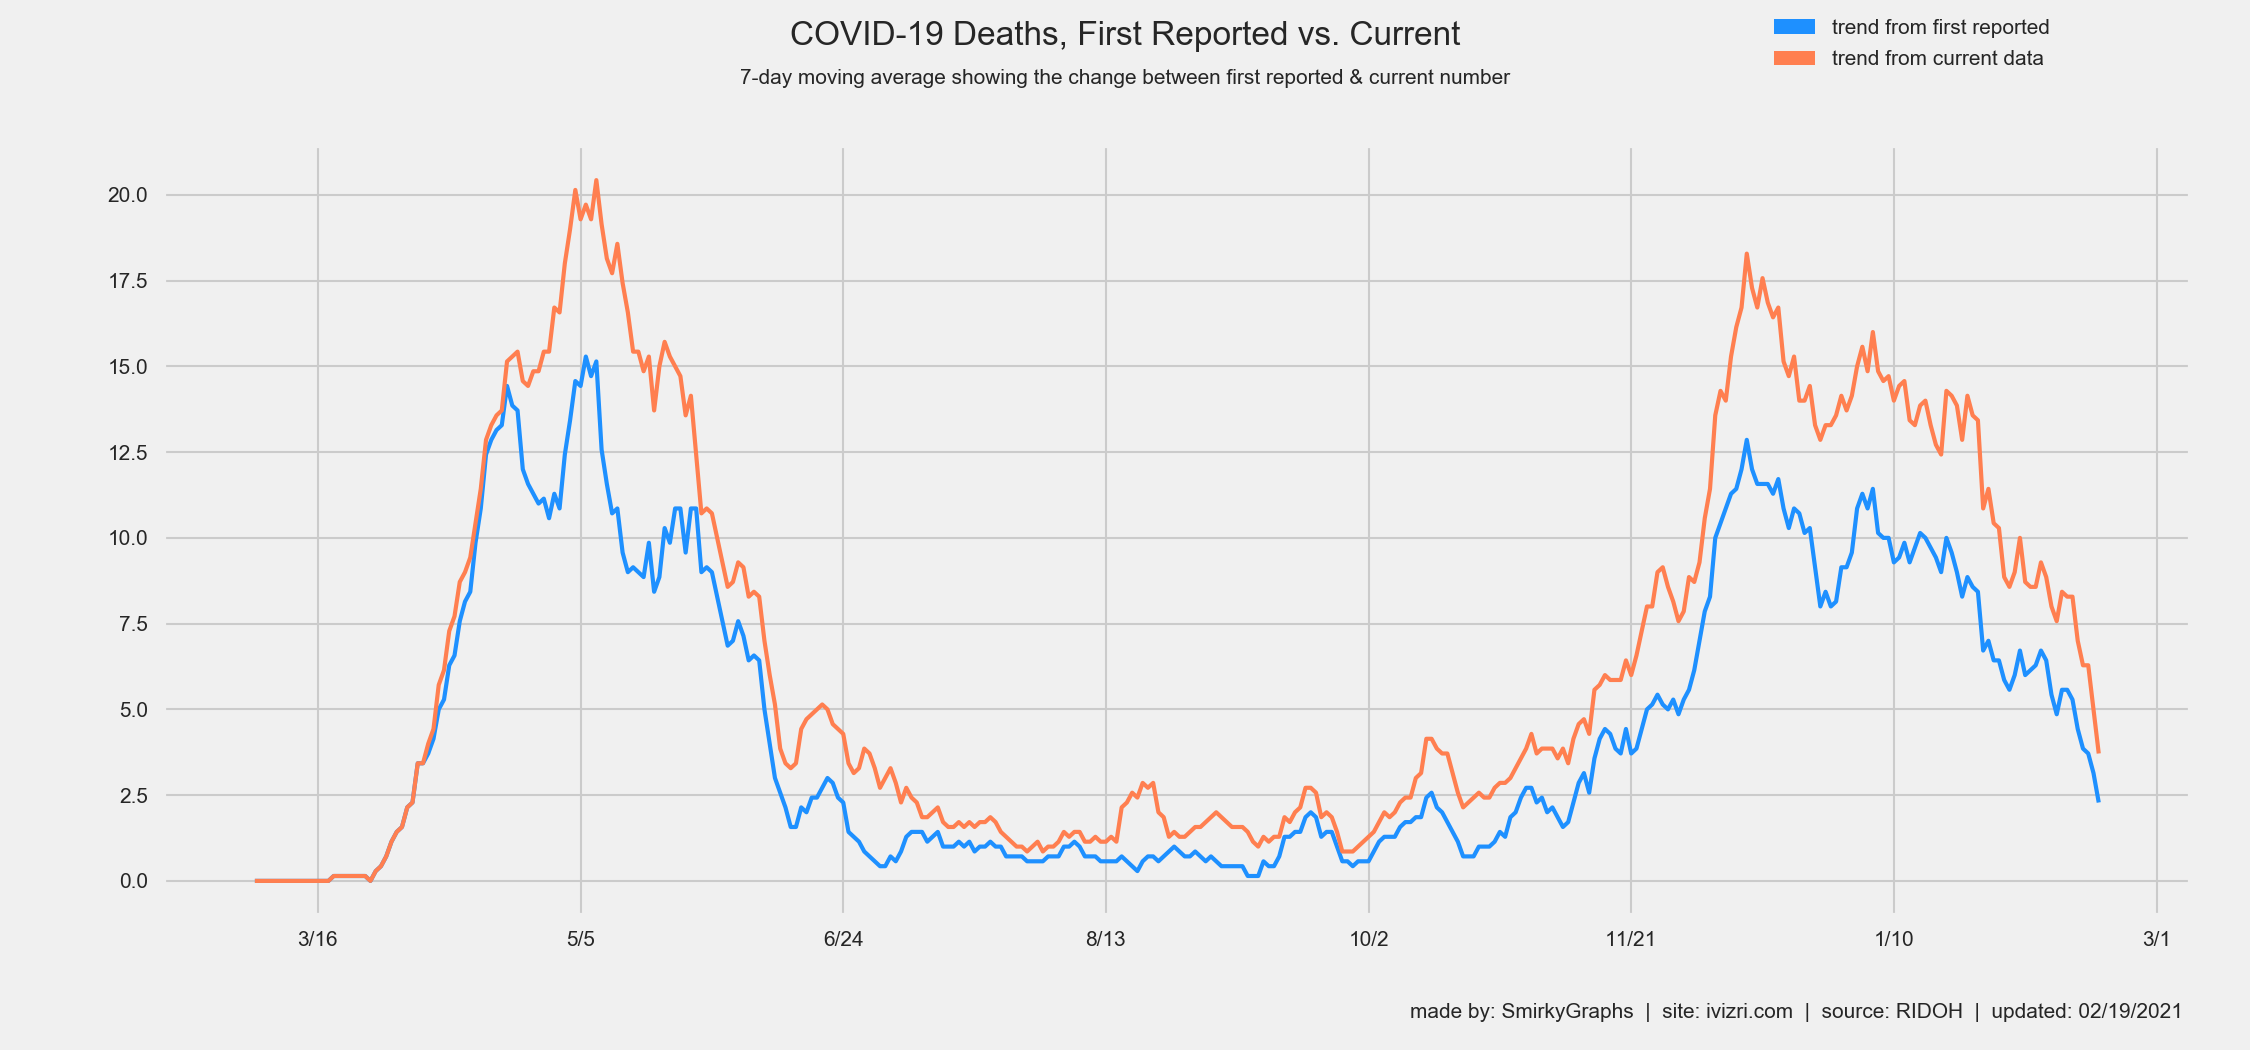 COVID-19 Deaths, First Reported vs. Current
7-day moving average showing the change between first reported & current number
trend from first reported
trend from current data
20.0
17.5
15.0
12.5
10.0
7.5
5.0
2.5
0.0
3/16 5/5 6/24 8/13 10/2 11/21 1/10 3/1
made by: SmirkyGraphs | site: ivizri.com | source: RIDOH | updated: 02/19/2021